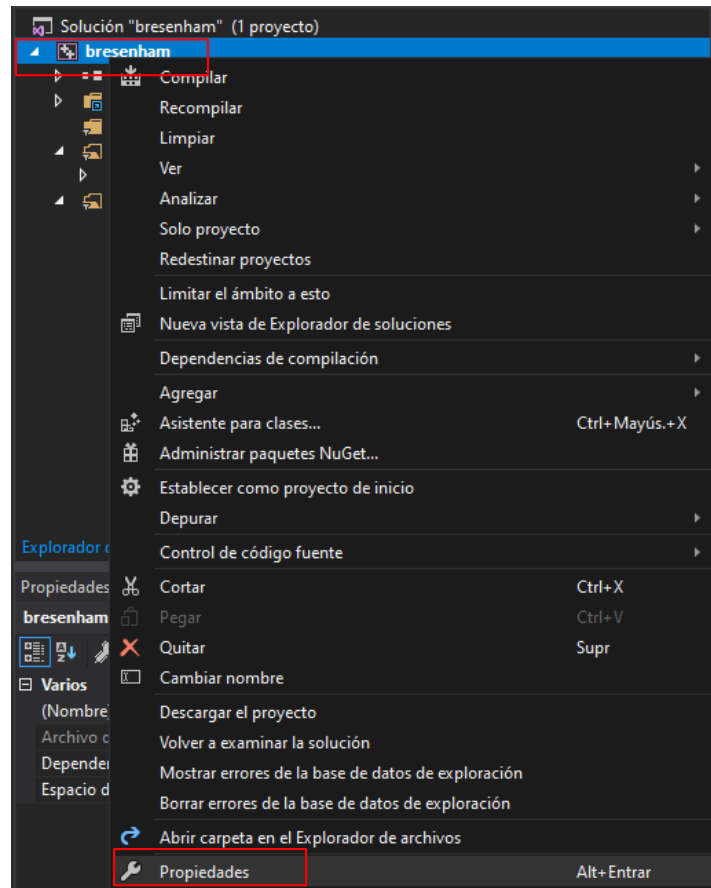 Solución "bresenham" (1 proyecto)
bresenham
Compilar
Recompilar
Limpiar
Ver
Analizar
Solo proyecto
Redestinar proyectos
Limitar el ámbito a esto
Nueva vista de Explorador de soluciones
Dependencias de compilación
Agregar
Asistente para clases... Ctrl+Mayús.+X
Administrar paquetes NuGet...
Establecer como proyecto de inicio
Depurar
Explorador
Control de código fuente
Propiedades
Cortar Ctrl+X
bresenham
Pegar Ctrl+V
Quitar Supr
Varios
Cambiar nombre
(Nombre
Descargar el proyecto
Archivo
Volver a examinar la solución
Mostrar errores de la base de datos de exploración
Espacio d
Borrar errores de la base de datos de exploración
Abrir carpeta en el Explorador de archivos
Propiedades Alt+Entrar